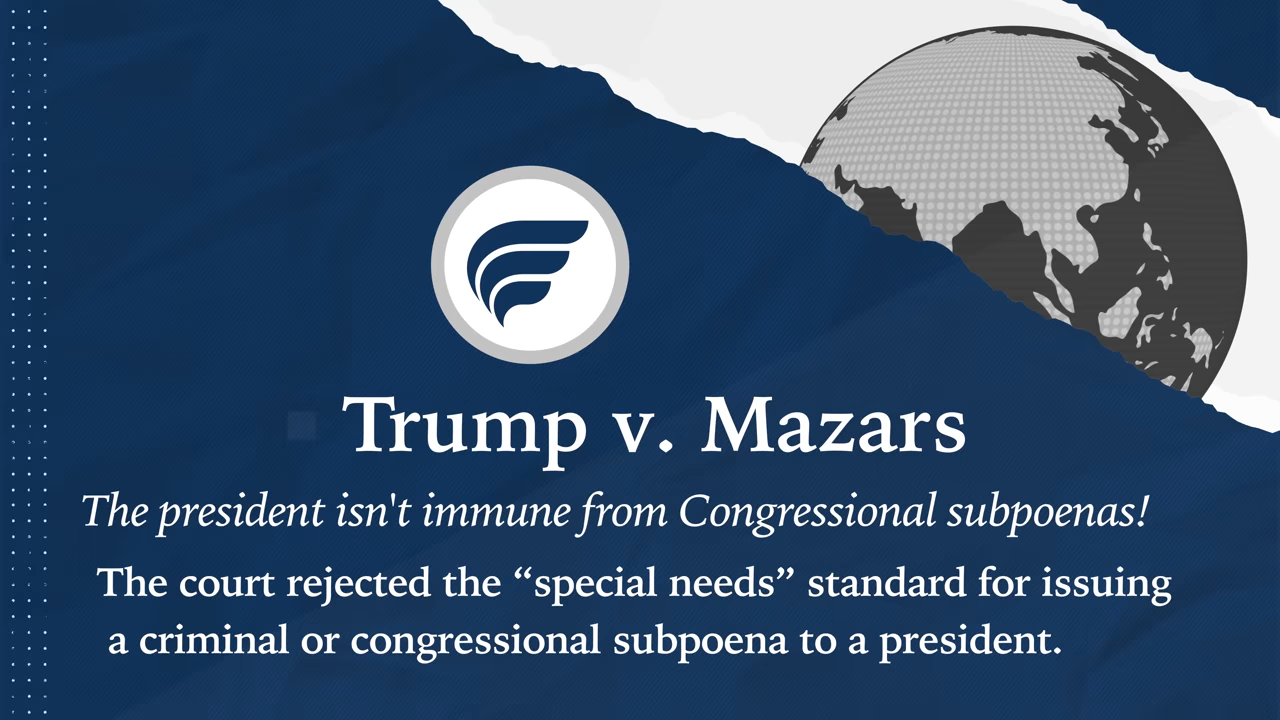 Trump v. Mazars
The president isn't immune from Congressional subpoenas!
The court rejected the “special needs” standard for issuing
a criminal or congressional subpoena to a president.